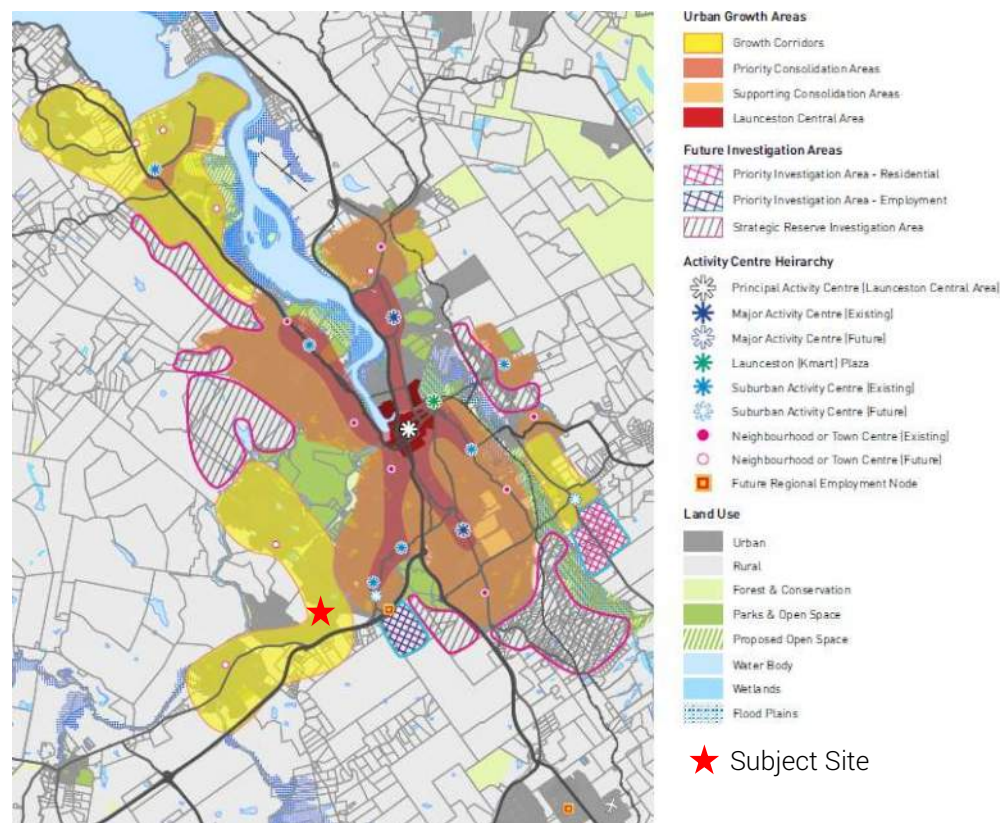 Urban Growth Areas
Growth Corridors
Priority Consolidation Areas
Supporting Consolidation Areas
Launceston Central Area
Future Investigation Areas
Priority Investigation Area - Residential
Priority Investigation Area - Employment
Strategic Reserve Investigation Area
Activity Centre Heirarchy
Principal Activity Centre (Launceston Central Area)
Major Activity Centre (Existing)
Major Activity Centre (Future)
Launceston (Kmart) Plaza
Suburban Activity Centre (Existing)
Suburban Activity Centre (Future)
Neighbourhood or Town Centre (Existing)
Neighbourhood or Town Centre (Future)
Future Regional Employment Node
Land Use
Urban
Rural
Forest & Conservation
Parks & Open Space
Proposed Open Space
Water Body
Wetlands
Flood Plains
Subject Site